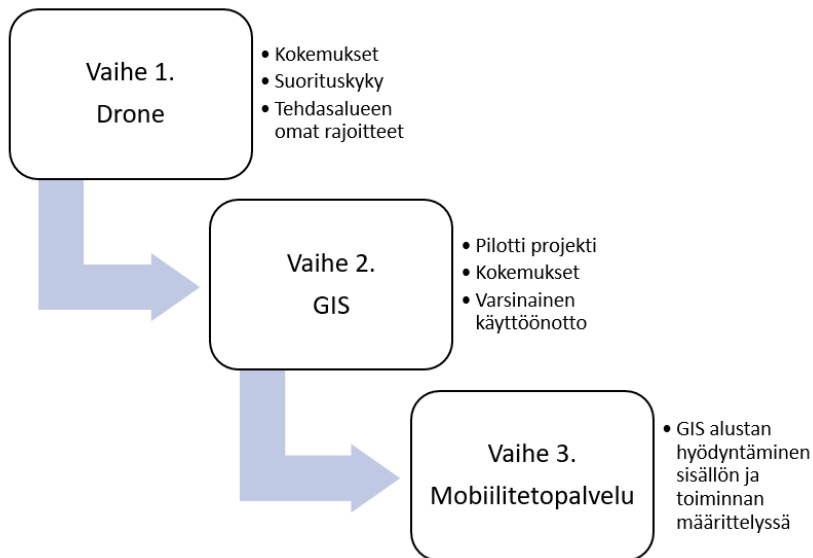 Vaihe 1.
Drone
• Kokemukset
• Suorituskyky
• Tehdasalueen
omat rajoitteet
Vaihe 2.
GIS
• Pilotti projekti
• Kokemukset
• Varsinainen
käyttöönotto
Vaihe 3.
Mobiilitetopalvelu
• GIS alustan
hyödyntäminen
sisällön ja
toiminnan
määrittelyssä